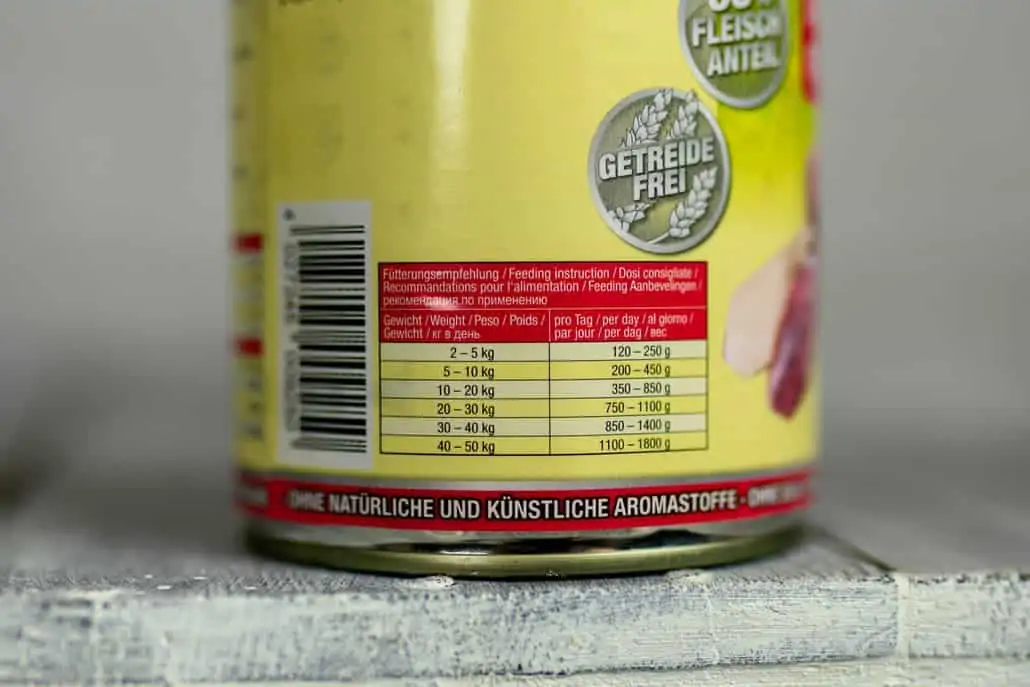 FLEISCH
ANTEIL
GETREIDE
FREI
Fütterungsempfehlung / Feeding instruction / Dosi consigliate /
Recommandations pour l'alimentation / Feeding Aanbevelingen /
рекомендация по применению
Gewicht / Weight / Peso / Poids /
Gewicht / кг в день
pro Tag / per day / al giorno /
par jour / per dag / вес
2 – 5 kg 120 – 250 g
5 – 10 kg 200 – 450 g
10 – 20 kg 350 – 850 g
20 – 30 kg 750 – 1100 g
30 – 40 kg 850 – 1400 g
40 – 50 kg 1100 – 1800 g
OHNE NATÜRLICHE UND KÜNSTLICHE AROMASTOFFE - OHNE